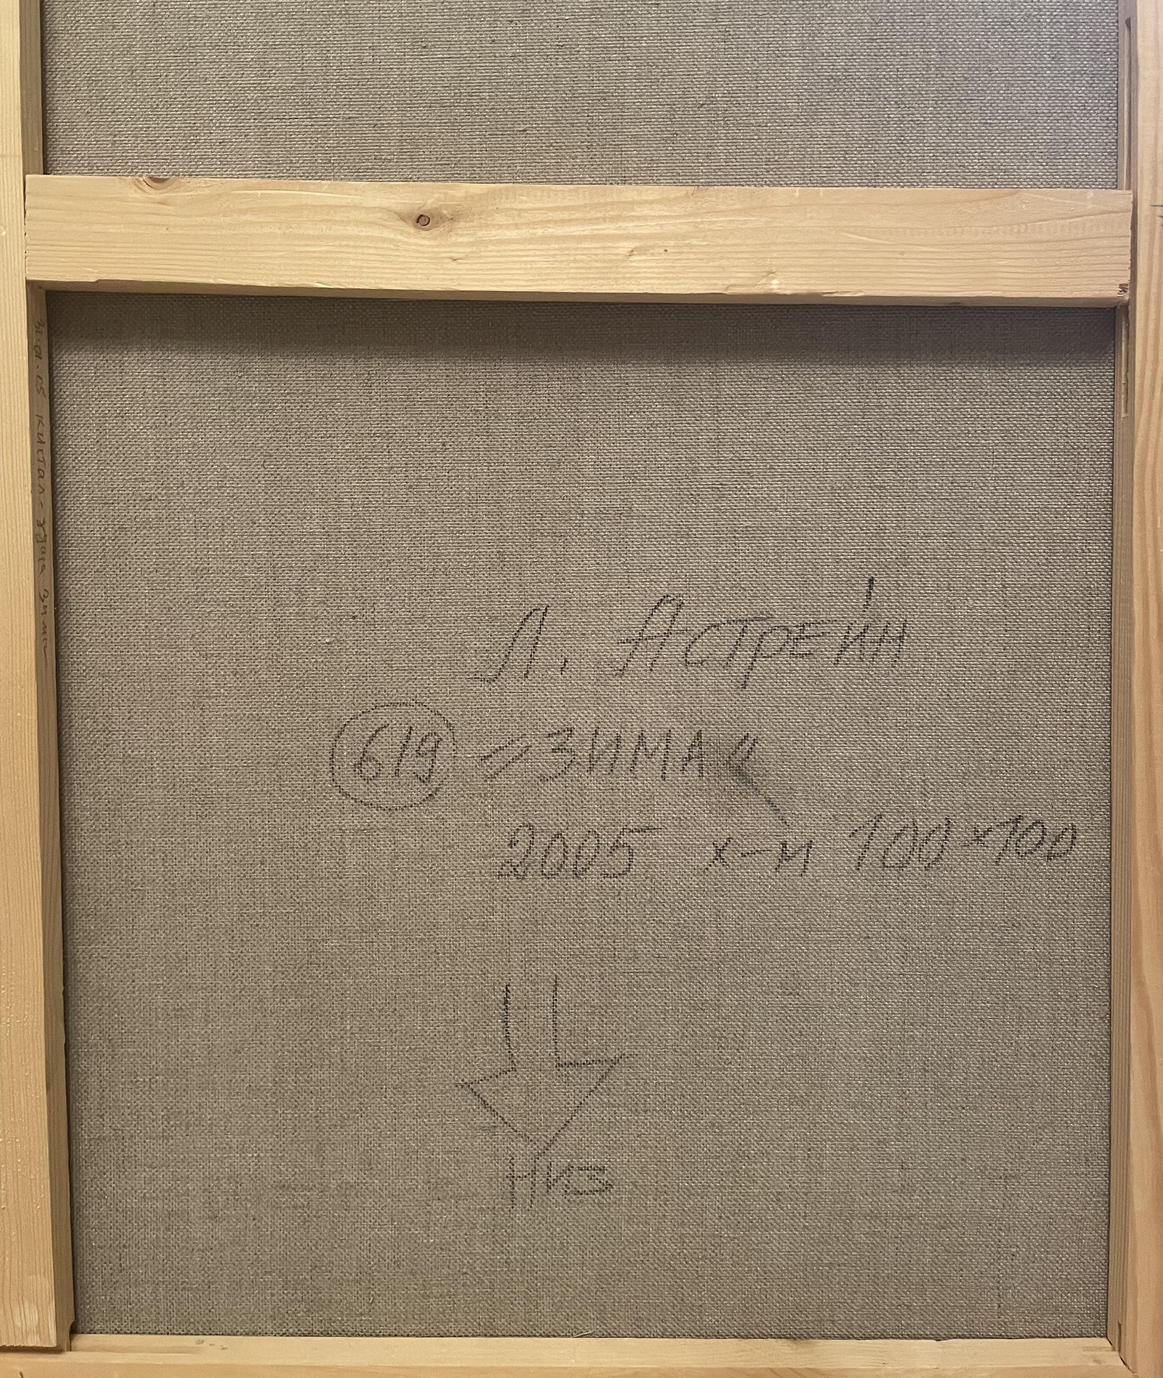 Л. Астрейн
619 "ЗИМА"
2005 х-м 100×100
НИЗ